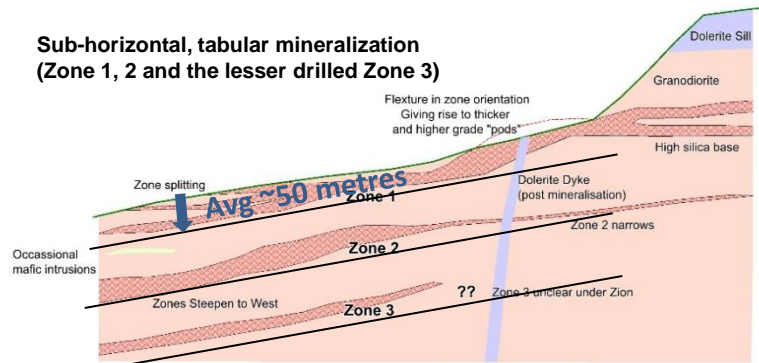 Sub-horizontal, tabular mineralization
(Zone 1, 2 and the lesser drilled Zone 3)
Dolerite Sill
Granodiorite
Flexture in zone orientation
Giving rise to thicker
and higher grade "pods"
High silica base
Zone splitting
Avg ~50 metres
Zone 1
Dolerite Dyke
(post mineralisation)
Zone 2 narrows
Occassional
mafic intrusions
Zone 2
Zones Steepen to West
??
Zone 3 unclear under Zion
Zone 3